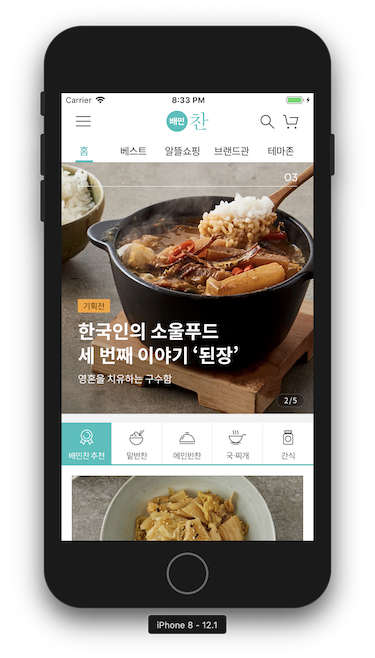 Carrier
8:33 PM
배민
찬
홈
베스트
알뜰쇼핑
브랜드관
테마존
03
기획전
한국인의 소울푸드
세 번째 이야기 ‘된장’
영혼을 치유하는 구수함
2/5
배민찬 추천
밑반찬
메인반찬
국·찌개
간식
iPhone 8 - 12.1